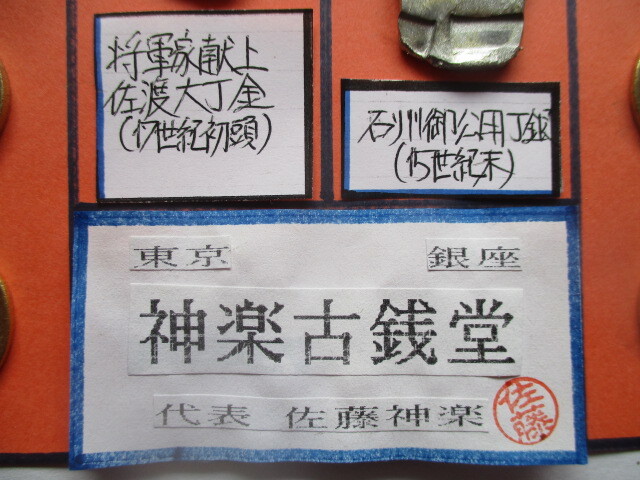 将軍家献上
佐渡大丁金
(17世紀初頭)
石川御公用丁銀
(15世紀末)
東京 銀座
神楽古銭堂
代表 佐藤神楽
佐藤